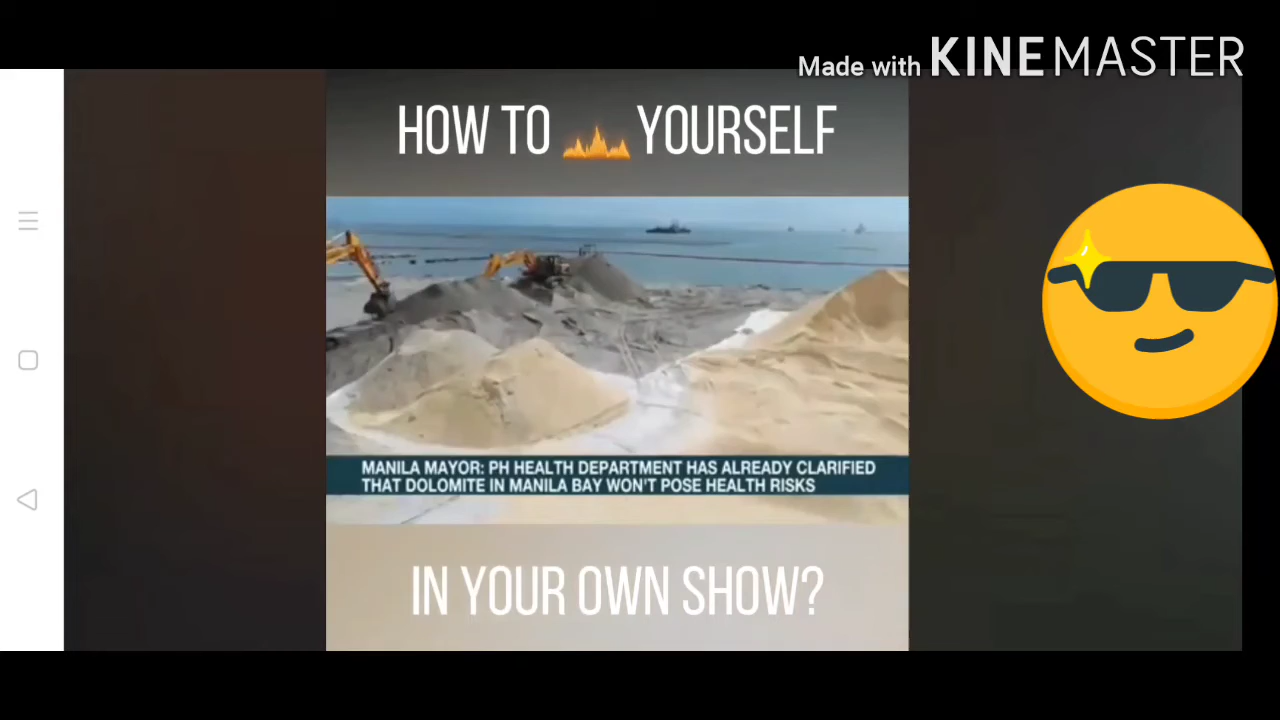 Made with KINEMASTER
HOW TO YOURSELF
MANILA MAYOR: PH HEALTH DEPARTMENT HAS ALREADY CLARIFIED
THAT DOLOMITE IN MANILA BAY WON'T POSE HEALTH RISKS
IN YOUR OWN SHOW?